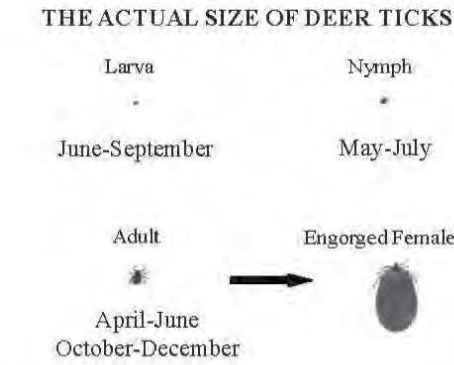 THE ACTUAL SIZE OF DEER TICKS
Larva
Nymph
June-September
May-July
Adult
Engorged Female
April-June
October-December